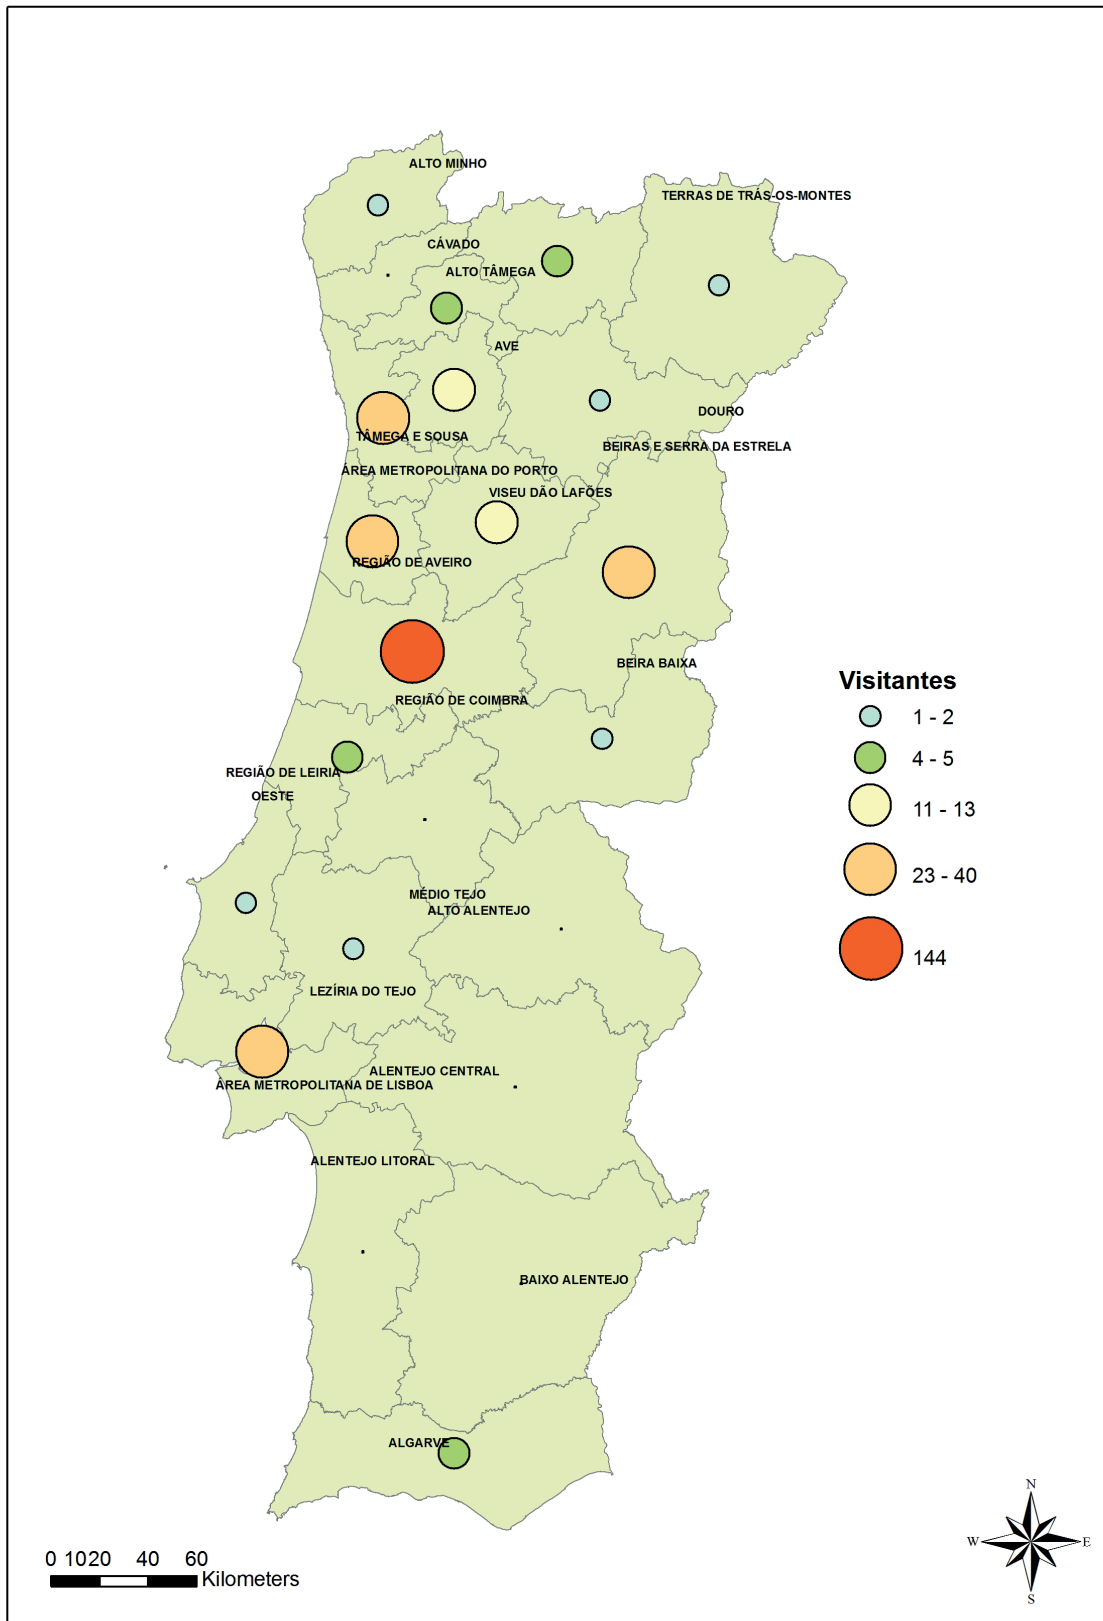 ALTO MINHO
TERRAS DE TRÁS-OS-MONTES
CÁVADO
ALTO TÂMEGA
AVE
DOURO
TÂMEGA E SOUSA
BEIRAS E SERRA DA ESTRELA
ÁREA METROPOLITANA DO PORTO
VISEU DÃO LAFÕES
REGIÃO DE AVEIRO
BEIRA BAIXA
REGIÃO DE COIMBRA
REGIÃO DE LEIRIA
OESTE
MÉDIO TEJO
ALTO ALENTEJO
LEZÍRIA DO TEJO
ALENTEJO CENTRAL
ÁREA METROPOLITANA DE LISBOA
ALENTEJO LITORAL
BAIXO ALENTEJO
ALGARVE
Visitantes
1 - 2
4 - 5
11 - 13
23 - 40
144
N
W E
S
0 10 20 40 60
Kilometers